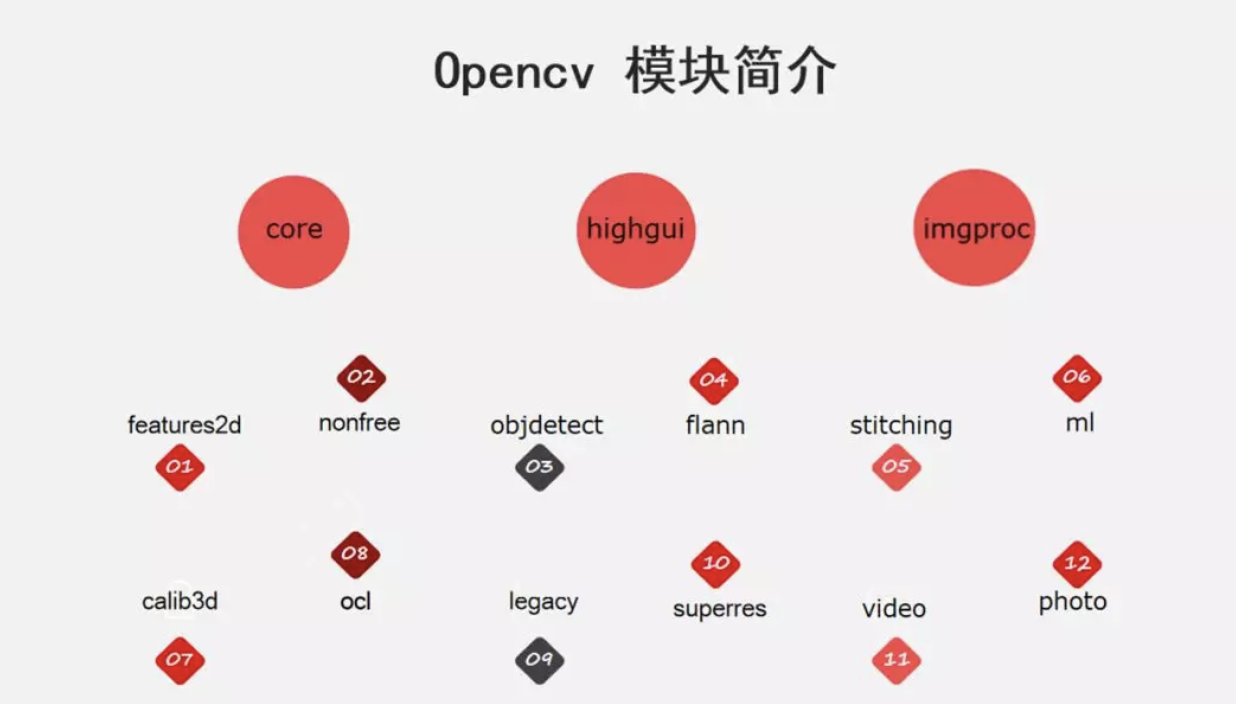 Opencv 模块简介
core
highgui
imgproc
02
04
06
features2d
nonfree
objdetect
flann
stitching
ml
01
03
05
08
10
12
calib3d
ocl
legacy
superres
video
photo
07
09
11